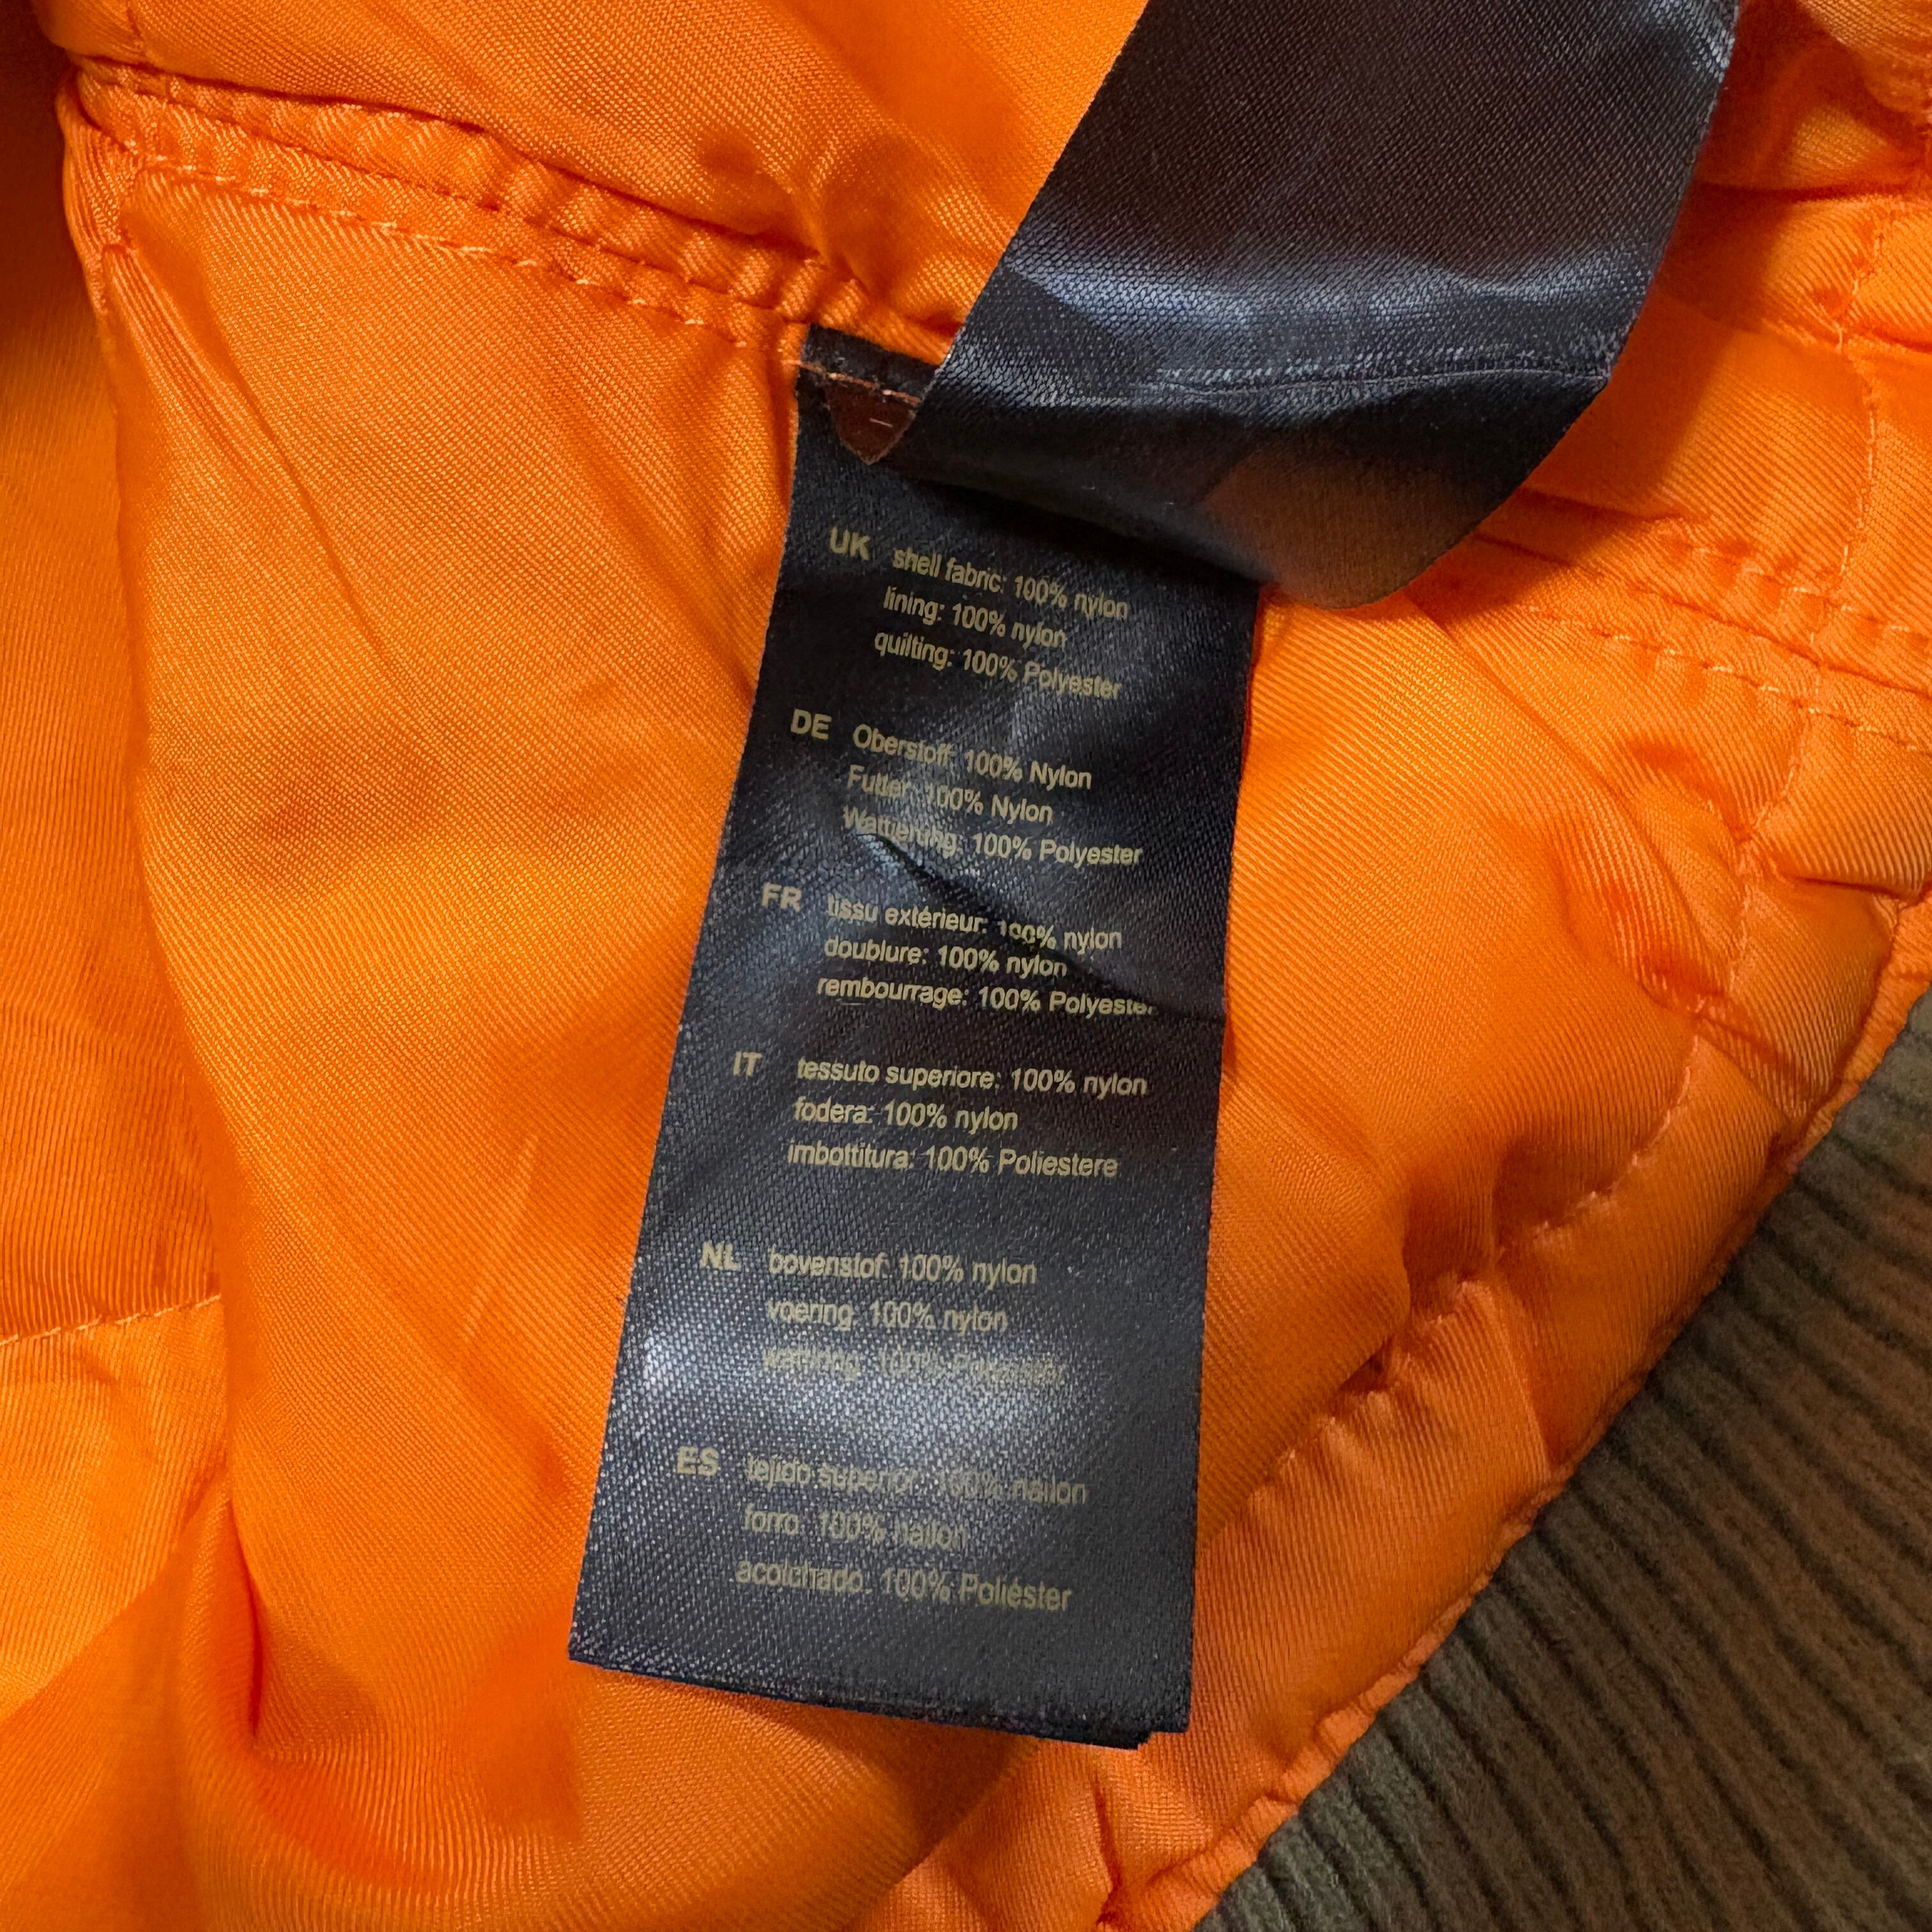 UK shell fabric: 100% nylon
lining: 100% nylon
quilting: 100% Polyester
DE Oberstoff: 100% Nylon
Futter: 100% Nylon
Wattierung: 100% Polyester
FR tissu extérieur: 100% nylon
doublure: 100% nylon
rembourrage: 100% Polyester
IT tessuto superiore: 100% nylon
fodera: 100% nylon
imbottitura: 100% Poliestere
NL bovenstof: 100% nylon
voering: 100% nylon
100% Polyester
ES tejido superior: 100% nailon
forro: 100% nailon
acolchado: 100% Poliéster